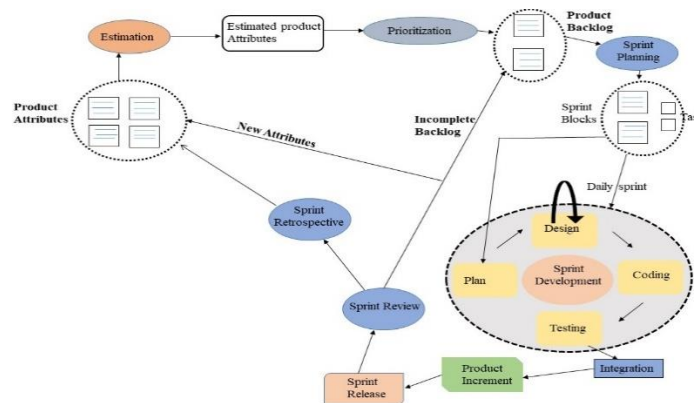 Estimation
Estimated product
Attributes
Prioritization
Product
Backlog
Sprint
Planning
Product
Attributes
New Attributes
Incomplete
Backlog
Sprint
Blocks
Tas
Daily sprint
Sprint
Retrospective
Design
Plan
Sprint
Development
Coding
Testing
Sprint Review
Integration
Product
Increment
Sprint
Release